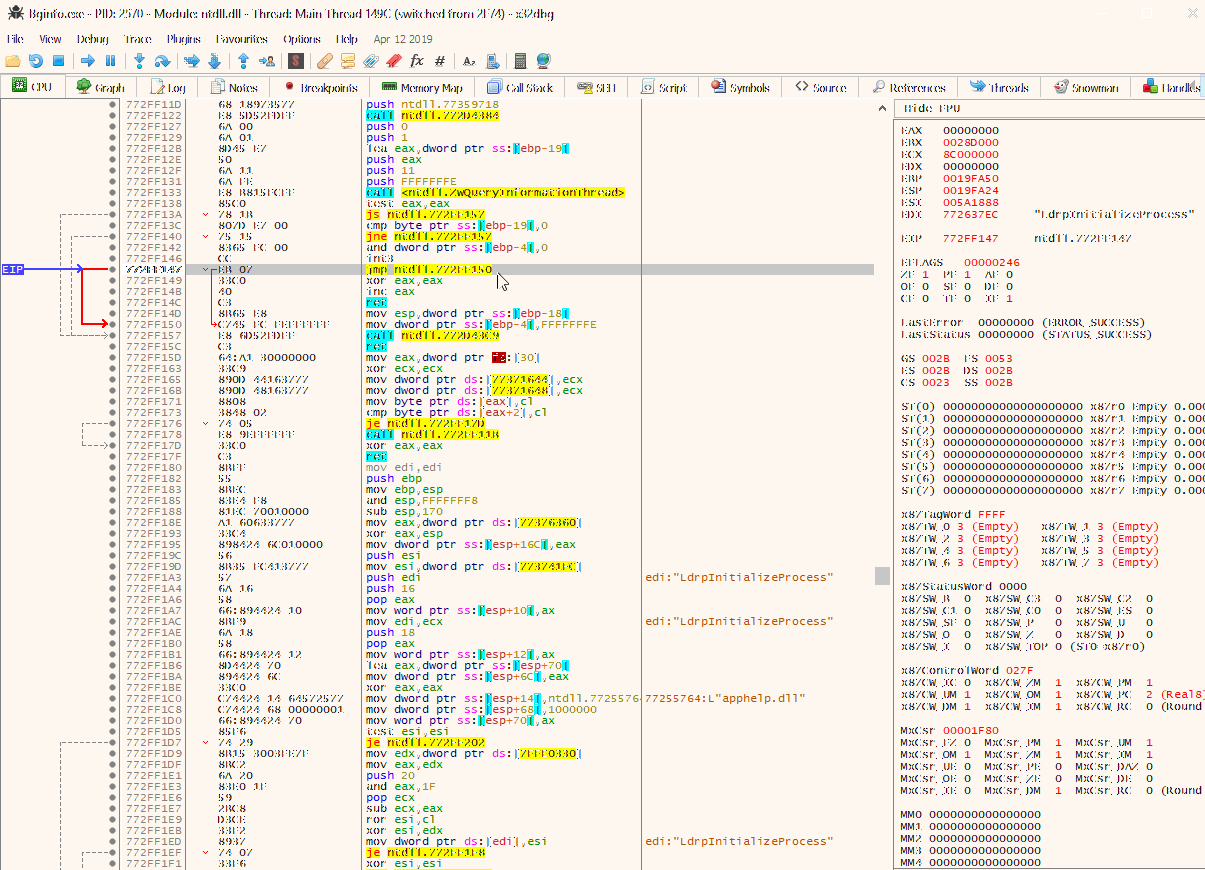 Bginfo.exe - PID: 2570 - Module: ntdll.dll - Thread: Main Thread 149C (switched from 2F74) - x32dbg
File View Debug Trace Plugins Favourites Options Help Apr 12 2019
CPU Graph Log Notes Breakpoints Memory Map Call Stack SEH Script Symbols Source References Threads Snowman Handles
Hide FPU
772FF11D 68 18973577 push ntdll.77359718
772FF122 E8 5D52FDFF call ntdll.772D4384
772FF127 6A 00 push 0
772FF129 6A 01 push 1
772FF12B 8D45 E7 lea eax,dword ptr ss:[ebp-19]
772FF12E 50 push eax
772FF12F 6A 11 push 11
772FF131 6A FE push FFFFFFFE
772FF133 E8 B815FCFF call <ntdll.ZwQueryInformationThread>
772FF138 85C0 test eax,eax
772FF13A 78 1B js ntdll.772FF157
772FF13C 807D E7 00 cmp byte ptr ss:[ebp-19],0
772FF140 75 15 jne ntdll.772FF157
772FF142 8365 FC 00 and dword ptr ss:[ebp-4],0
772FF146 CC int3
EIP 772FF147 EB 07 jmp ntdll.772FF150
772FF149 33C0 xor eax,eax
772FF14B 40 inc eax
772FF14C C3 ret
772FF14D 8B65 E8 mov esp,dword ptr ss:[ebp-18]
772FF150 C745 FC FEFFFFFF mov dword ptr ss:[ebp-4],FFFFFFFE
772FF157 E8 6D52FDFF call ntdll.772D43C9
772FF15C C3 ret
772FF15D 64:A1 30000000 mov eax,dword ptr fs:[30]
772FF163 33C9 xor ecx,ecx
772FF165 890D 44163777 mov dword ptr ds:[77371644],ecx
772FF16B 890D 48163777 mov dword ptr ds:[77371648],ecx
772FF171 8808 mov byte ptr ds:[eax],cl
772FF173 3848 02 cmp byte ptr ds:[eax+2],cl
772FF176 74 05 je ntdll.772FF17D
772FF178 E8 9EFFFFFF call ntdll.772FF11B
772FF17D 33C0 xor eax,eax
772FF17F C3 ret
772FF180 8BFF mov edi,edi
772FF182 55 push ebp
772FF183 8BEC mov ebp,esp
772FF185 83E4 F8 and esp,FFFFFFF8
772FF188 81EC 70010000 sub esp,170
772FF18E A1 60633777 mov eax,dword ptr ds:[77376360]
772FF193 33C4 xor eax,esp
772FF195 898424 6C010000 mov dword ptr ss:[esp+16C],eax
772FF19C 56 push esi
772FF19D 8B35 FC413777 mov esi,dword ptr ds:[773741FC]
772FF1A3 57 push edi edi:"LdrpInitializeProcess"
772FF1A4 6A 16 push 16
772FF1A6 58 pop eax
772FF1A7 66:894424 10 mov word ptr ss:[esp+10],ax
772FF1AC 8BF9 mov edi,ecx edi:"LdrpInitializeProcess"
772FF1AE 6A 18 push 18
772FF1B0 58 pop eax
772FF1B1 66:894424 12 mov word ptr ss:[esp+12],ax
772FF1B6 8D4424 70 lea eax,dword ptr ss:[esp+70]
772FF1BA 894424 6C mov dword ptr ss:[esp+6C],eax
772FF1BE 33C0 xor eax,eax
772FF1C0 C74424 14 64572577 mov dword ptr ss:[esp+14],ntdll.77255764 77255764:L"apphelp.dll"
772FF1C8 C74424 68 00000001 mov dword ptr ss:[esp+68],1000000
772FF1D0 66:894424 70 mov word ptr ss:[esp+70],ax
772FF1D5 85F6 test esi,esi
772FF1D7 74 29 je ntdll.772FF202
772FF1D9 8B15 3003FE7F mov edx,dword ptr ds:[7FFE0330]
772FF1DF 8BC2 mov eax,edx
772FF1E1 6A 20 push 20
772FF1E3 83E0 1F and eax,1F
772FF1E6 59 pop ecx
772FF1E7 2BC8 sub ecx,eax
772FF1E9 D3CE ror esi,cl
772FF1EB 33F2 xor esi,edx
772FF1ED 8937 mov dword ptr ds:[edi],esi edi:"LdrpInitializeProcess"
772FF1EF 74 07 je ntdll.772FF1F8
772FF1F1 33F6 xor esi,esi
EAX 00000000
EBX 0028D000
ECX 8C000000
EDX 00000000
EBP 0019FA50
ESP 0019FA24
ESI 005A1888
EDI 772637EC "LdrpInitializeProcess"
EIP 772FF147 ntdll.772FF147
EFLAGS 00000246
ZF 1 PF 1 AF 0
OF 0 SF 0 DF 0
CF 0 TF 0 IF 1
LastError 00000000 (ERROR_SUCCESS)
LastStatus 00000000 (STATUS_SUCCESS)
GS 002B FS 0053
ES 002B DS 002B
CS 0023 SS 002B
ST(0) 00000000000000000000 x87r0 Empty 0.000
ST(1) 00000000000000000000 x87r1 Empty 0.000
ST(2) 00000000000000000000 x87r2 Empty 0.000
ST(3) 00000000000000000000 x87r3 Empty 0.000
ST(4) 00000000000000000000 x87r4 Empty 0.000
ST(5) 00000000000000000000 x87r5 Empty 0.000
ST(6) 00000000000000000000 x87r6 Empty 0.000
ST(7) 00000000000000000000 x87r7 Empty 0.000
x87TagWord FFFF
x87TW_0 3 (Empty) x87TW_1 3 (Empty)
x87TW_2 3 (Empty) x87TW_3 3 (Empty)
x87TW_4 3 (Empty) x87TW_5 3 (Empty)
x87TW_6 3 (Empty) x87TW_7 3 (Empty)
x87StatusWord 0000
x87SW_B 0 x87SW_C3 0 x87SW_C2 0
x87SW_C1 0 x87SW_C0 0 x87SW_ES 0
x87SW_SF 0 x87SW_P 0 x87SW_U 0
x87SW_O 0 x87SW_Z 0 x87SW_D 0
x87SW_I 0 x87SW_TOP 0 (ST0=x87r0)
x87ControlWord 027F
x87CW_IC 0 x87CW_ZM 1 x87CW_PM 1
x87CW_UM 1 x87CW_OM 1 x87CW_PC 2 (Real8)
x87CW_DM 1 x87CW_IM 1 x87CW_RC 0 (Round
MxCsr 00001F80
MxCsr_FZ 0 MxCsr_PM 1 MxCsr_UM 1
MxCsr_OM 1 MxCsr_ZM 1 MxCsr_IM 1
MxCsr_UE 0 MxCsr_PE 0 MxCsr_DAZ 0
MxCsr_OE 0 MxCsr_ZE 0 MxCsr_DE 0
MxCsr_IE 0 MxCsr_DM 1 MxCsr_RC 0 (Round
MM0 0000000000000000
MM1 0000000000000000
MM2 0000000000000000
MM3 0000000000000000
MM4 0000000000000000